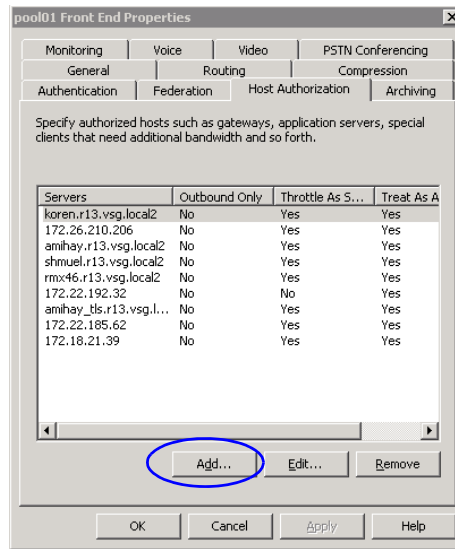 pool01 Front End Properties
Monitoring Voice Video PSTN Conferencing
General Routing Compression
Authentication Federation Host Authorization Archiving
Specify authorized hosts such as gateways, application servers, special
clients that need additional bandwidth and so forth.
Servers Outbound Only Throttle As S... Treat As A
koren.r13.vsg.local2 No Yes Yes
172.26.210.206 No Yes Yes
amihay.r13.vsg.local2 No Yes Yes
shmuel.r13.vsg.local2 No Yes Yes
rmx46.r13.vsg.local2 No Yes Yes
172.22.192.32 No No Yes
amihay_tls.r13.vsg.l... No Yes Yes
172.22.185.62 No Yes Yes
172.18.21.39 No Yes Yes
Add... Edit... Remove
OK Cancel Apply Help